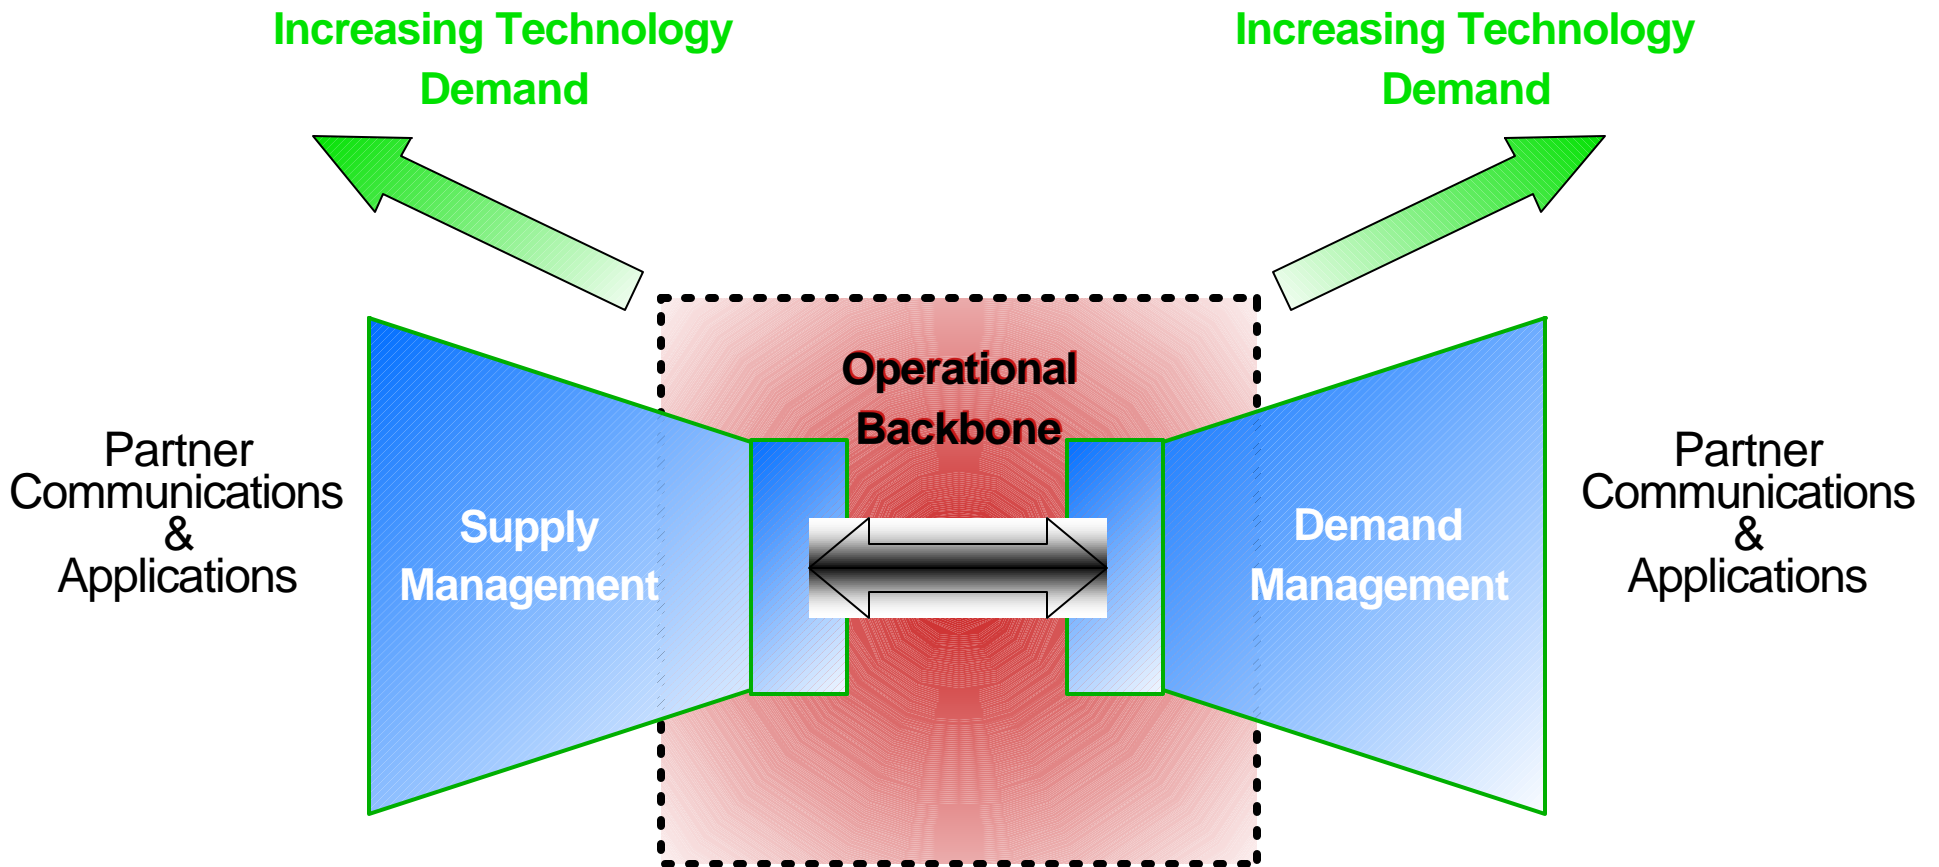 Increasing Technology
Demand
Increasing Technology
Demand
Operational
Backbone
Partner
Communications
&
Applications
Supply
Management
Demand
Management
Partner
Communications
&
Applications